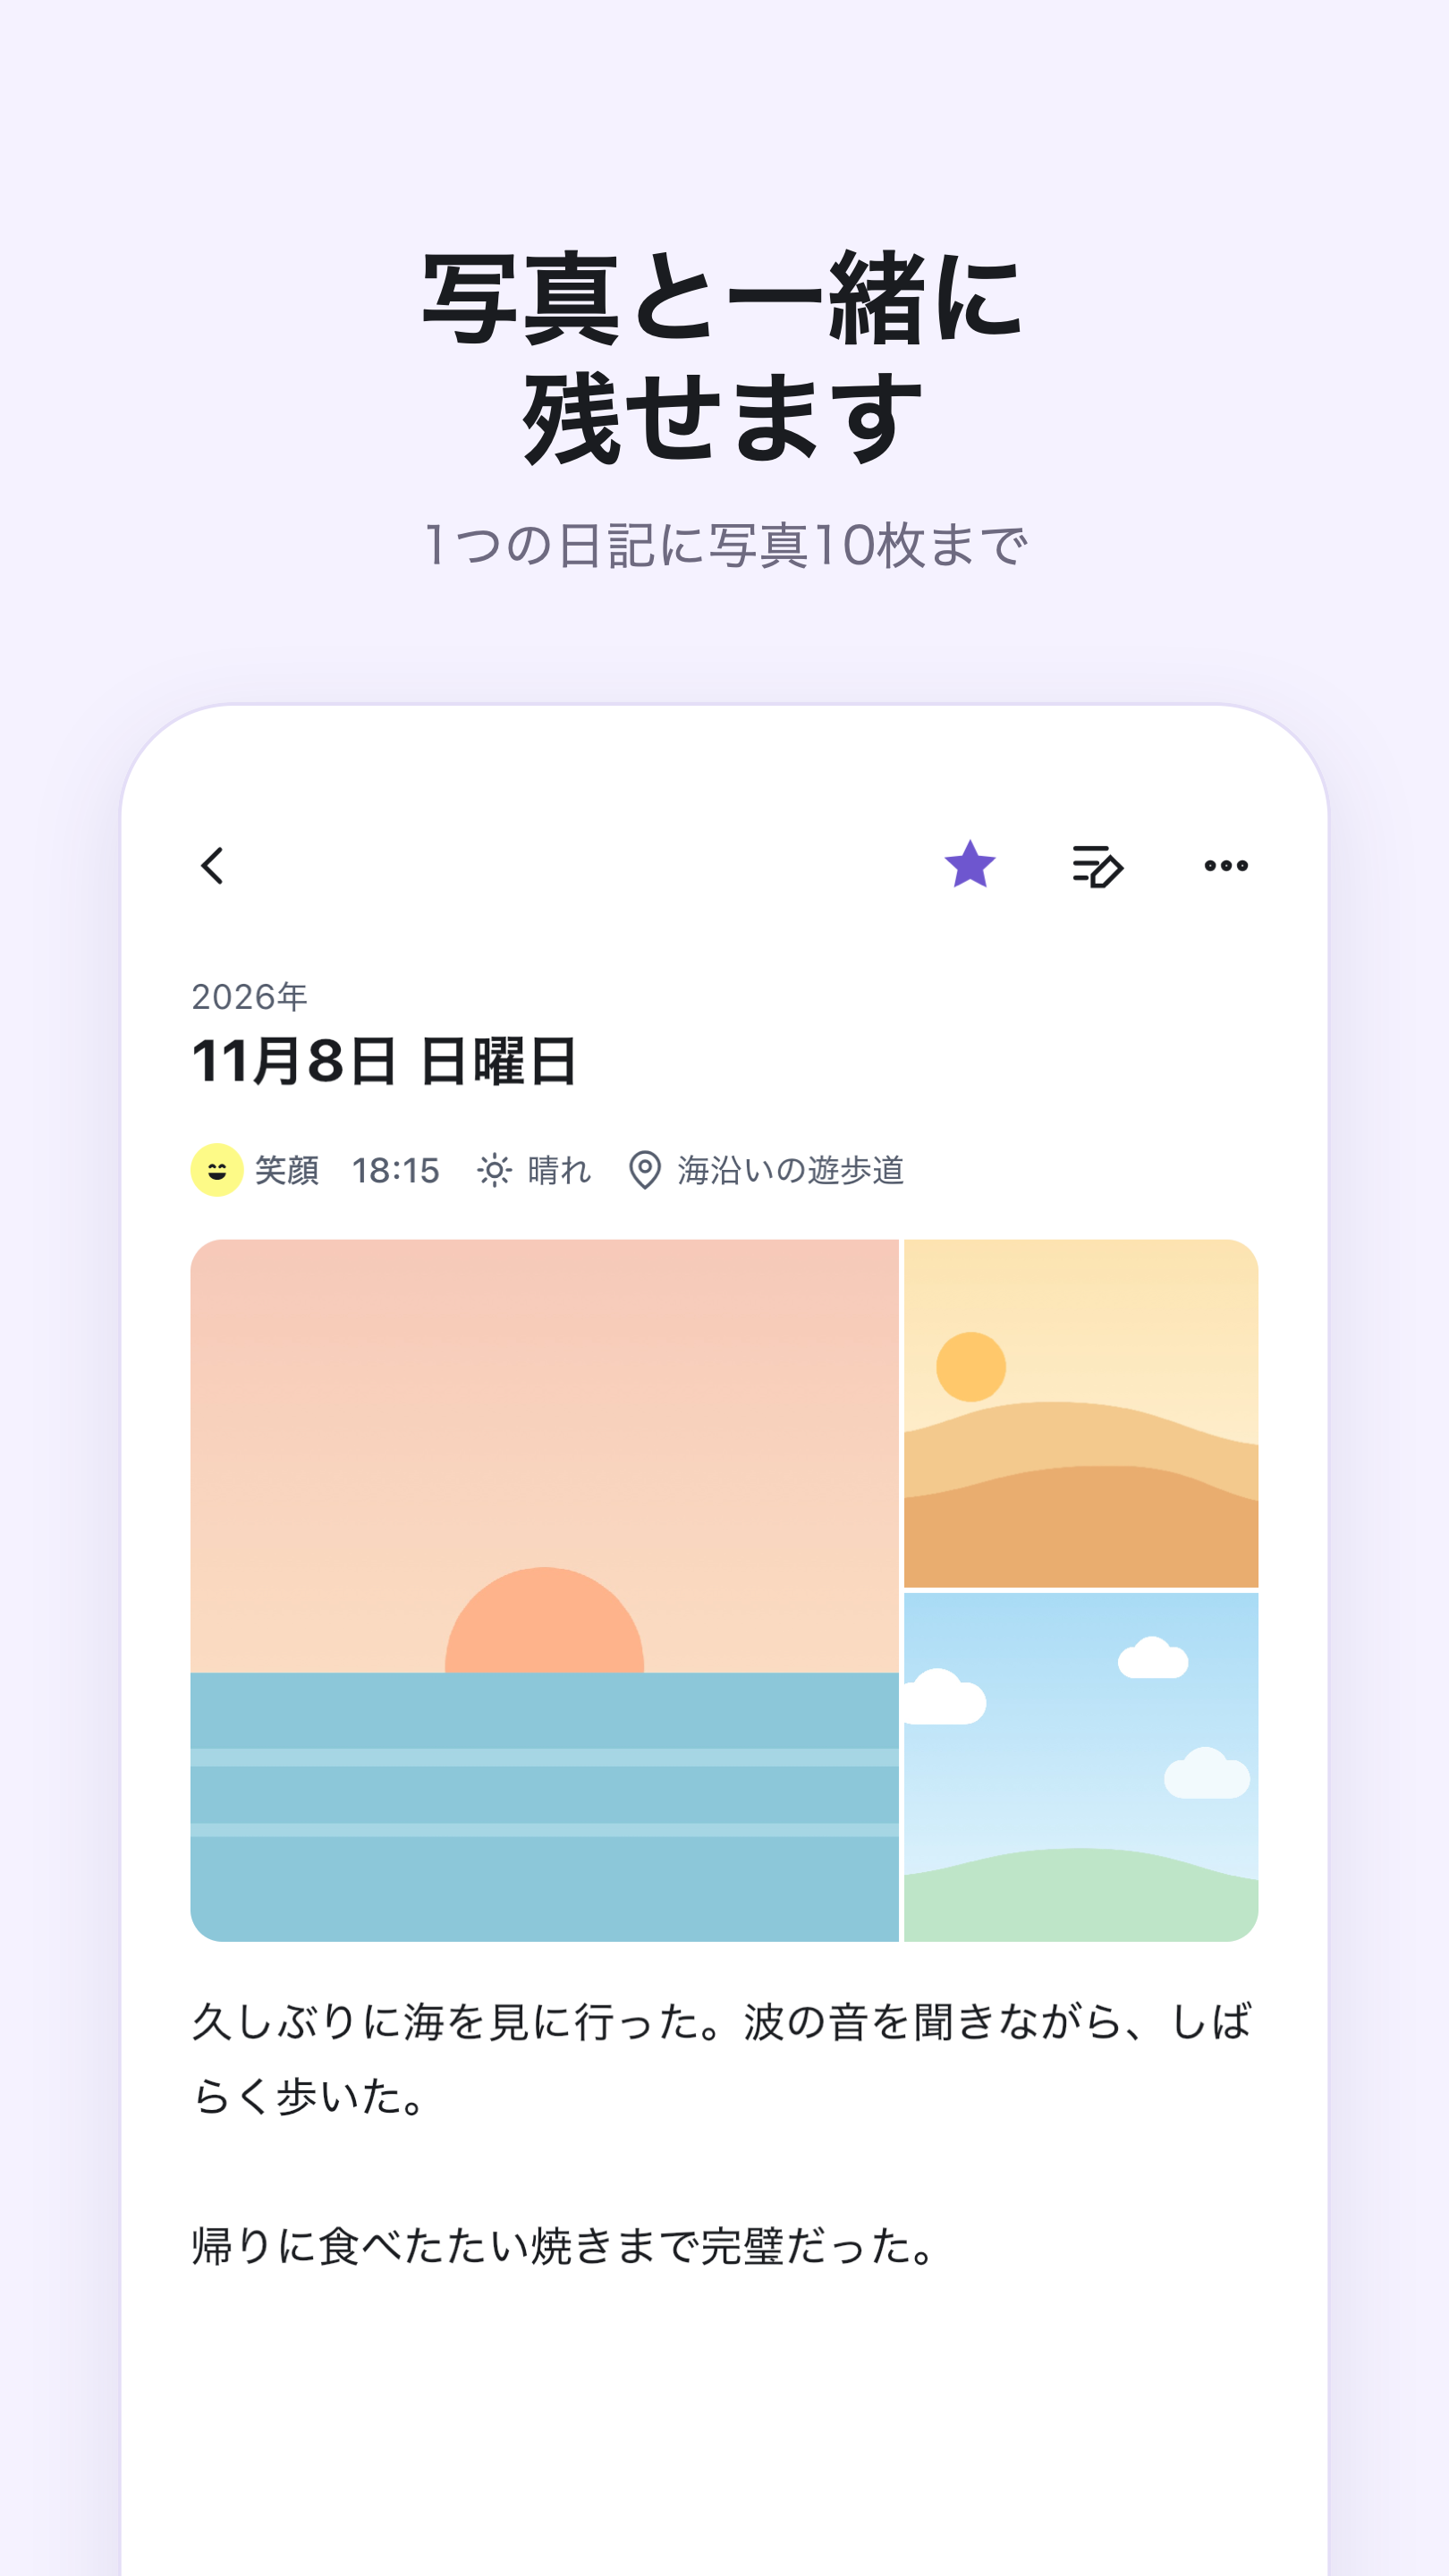 写真と一緒に
残せます
1つの日記に写真10枚まで
2026年
11月8日 日曜日
笑顔 18:15 晴れ 海沿いの遊歩道
久しぶりに海を見に行った。波の音を聞きながら、しば
らく歩いた。
帰りに食べたたい焼きまで完璧だった。